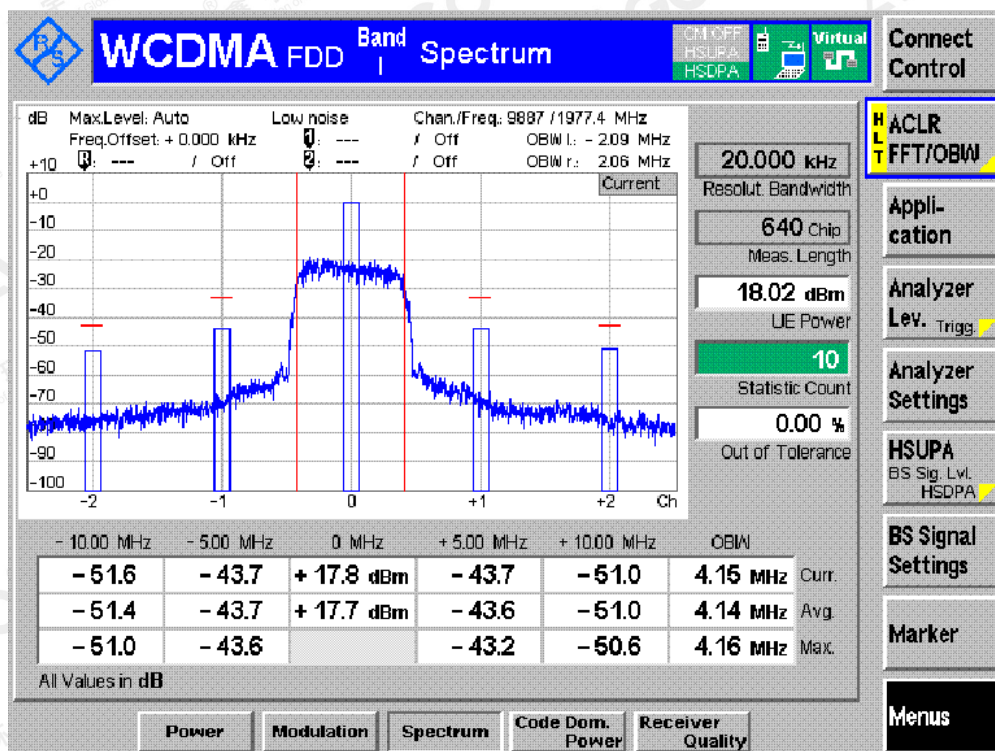 R/S
WCDMA FDD Band I Spectrum
CMI OFF
HSUPA
HSDPA
Virtual
Connect
Control
dB Max.Level: Auto Low noise Chan./Freq.: 9887 /1977.4 MHz
Freq.Offset: + 0.000 kHz 1: --- / Off OBW l.: - 2.09 MHz
R: --- / Off 2: --- / Off OBW r.: 2.06 MHz
Current
+10
+0
-10
-20
-30
-40
-50
-60
-70
-90
-100
-2 -1 0 +1 +2 Ch
20.000 kHz
Resolut. Bandwidth
640 Chip
Meas. Length
18.02 dBm
UE Power
10
Statistic Count
0.00 %
Out of Tolerance
HLT
ACLR
FFT/OBW
Appli-
cation
Analyzer
Lev. Trigg.
Analyzer
Settings
HSUPA
BS Sig. Lvl.
HSDPA
BS Signal
Settings
Marker
Menus
- 10.00 MHz - 5.00 MHz 0 MHz + 5.00 MHz + 10.00 MHz OBW
- 51.6 - 43.7 + 17.8 dBm - 43.7 - 51.0 4.15 MHz Curr.
- 51.4 - 43.7 + 17.7 dBm - 43.6 - 51.0 4.14 MHz Avg.
- 51.0 - 43.6 - 43.2 - 50.6 4.16 MHz Max.
All Values in dB
Power Modulation Spectrum Code Dom. Power Receiver Quality